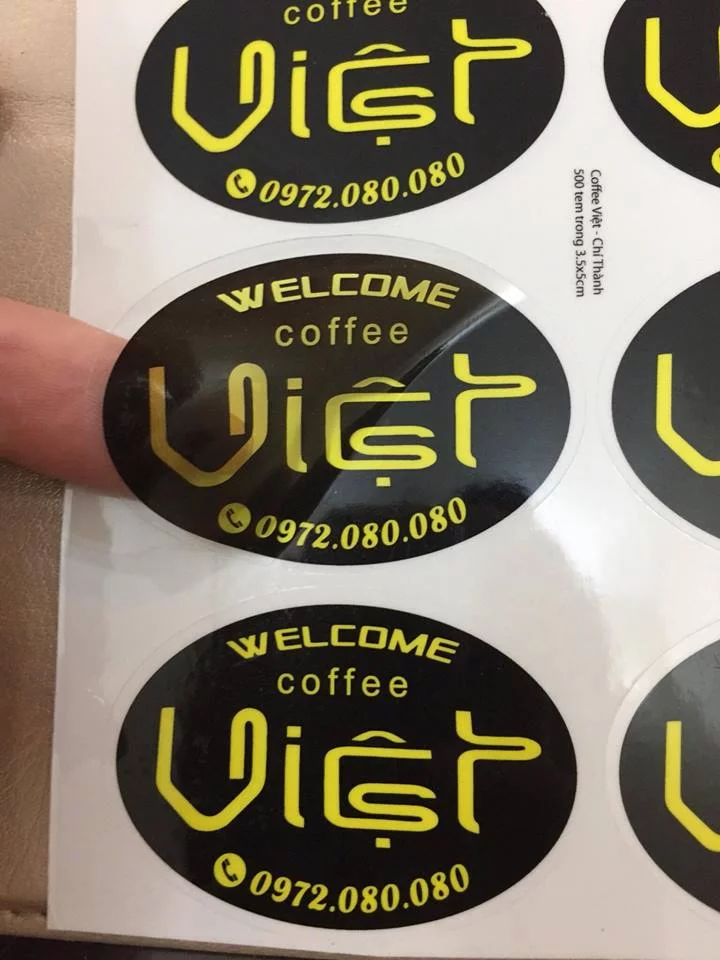 coffee
Việt
0972.080.080
Coffee Việt - Chí Thành
500 tem trong 3.5x5cm
WELCOME
coffee
Việt
0972.080.080
WELCOME
coffee
Việt
0972.080.080